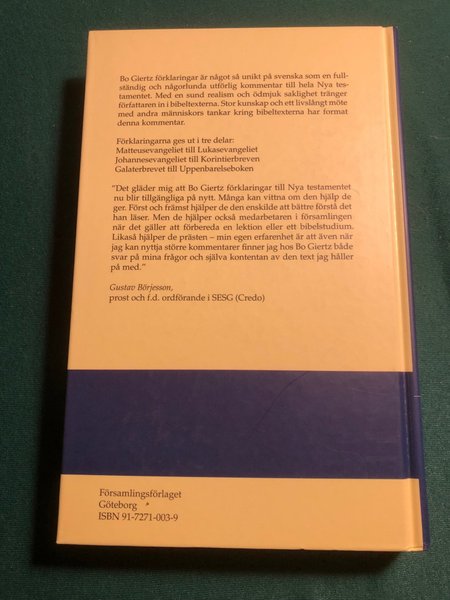 Bo Giertz förklaringar är något så unikt på svenska som en full-
ständig och någorlunda utförlig kommentar till hela Nya tes-
tamentet. Med en sund realism och ödmjuk saklighet tränger
författaren in i bibeltexterna. Stor kunskap och ett livslångt möte
med andra människors tankar kring bibeltexterna har format
denna kommentar.
Förklaringarna ges ut i tre delar:
Matteusevangeliet till Lukasevangeliet
Johannesevangeliet till Korintierbreven
Galaterbrevet till Uppenbarelseboken
"Det gläder mig att Bo Giertz förklaringar till Nya testamentet
nu blir tillgängliga på nytt. Många kan vittna om den hjälp de
ger. Först och främst hjälper de den enskilde att bättre förstå det
han läser. Men de hjälper också medarbetaren i församlingen
när det gäller att förbereda en lektion eller ett bibelstudium.
Likaså hjälper de prästen – min egen erfarenhet är att även när
jag kan nyttja större kommentarer finner jag hos Bo Giertz både
svar på mina frågor och själva kontentan av den text jag håller
på med."
Gustav Börjesson,
prost och f.d. ordförande i SESG (Credo)
Församlingsförlaget
Göteborg
ISBN 91-7271-003-9